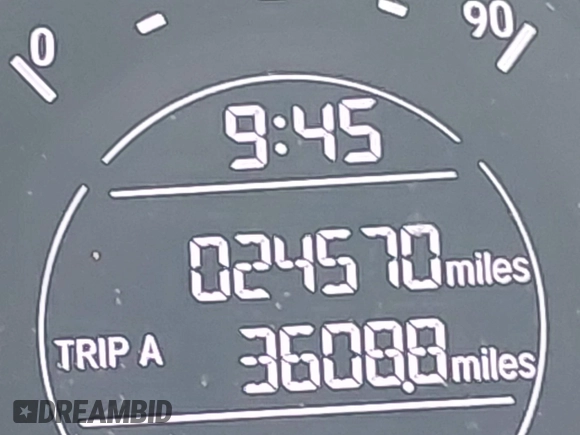 0 90
9:45
024570 miles
TRIP A 3608.8 miles
DREAMBID